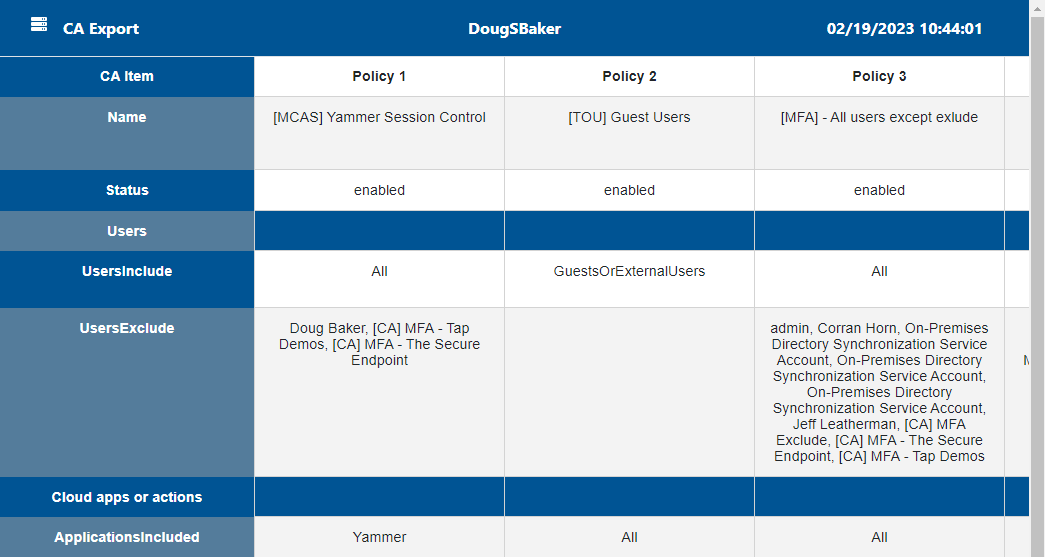 CA Export DougSBaker 02/19/2023 10:44:01
CA Item Policy 1 Policy 2 Policy 3
Name [MCAS] Yammer Session Control [TOU] Guest Users [MFA] - All users except exlude
Status enabled enabled enabled
Users
UsersInclude All GuestsOrExternalUsers All
UsersExclude
Doug Baker, [CA] MFA - Tap
Demos, [CA] MFA - The Secure
Endpoint
admin, Corran Horn, On-Premises
Directory Synchronization Service
Account, On-Premises Directory
Synchronization Service Account,
On-Premises Directory
Synchronization Service Account,
Jeff Leatherman, [CA] MFA
Exclude, [CA] MFA - The Secure
Endpoint, [CA] MFA - Tap Demos
Cloud apps or actions
ApplicationsIncluded Yammer All All